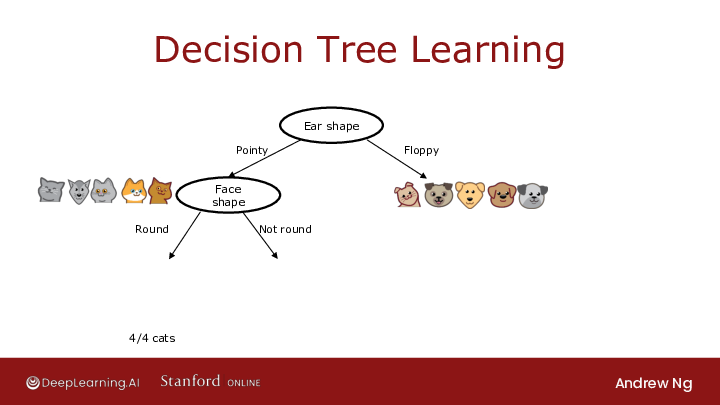 Decision Tree Learning
Ear shape
Pointy
Floppy
Face
shape
Round
Not round
4/4 cats
DeepLearning.AI
Stanford ONLINE
Andrew Ng